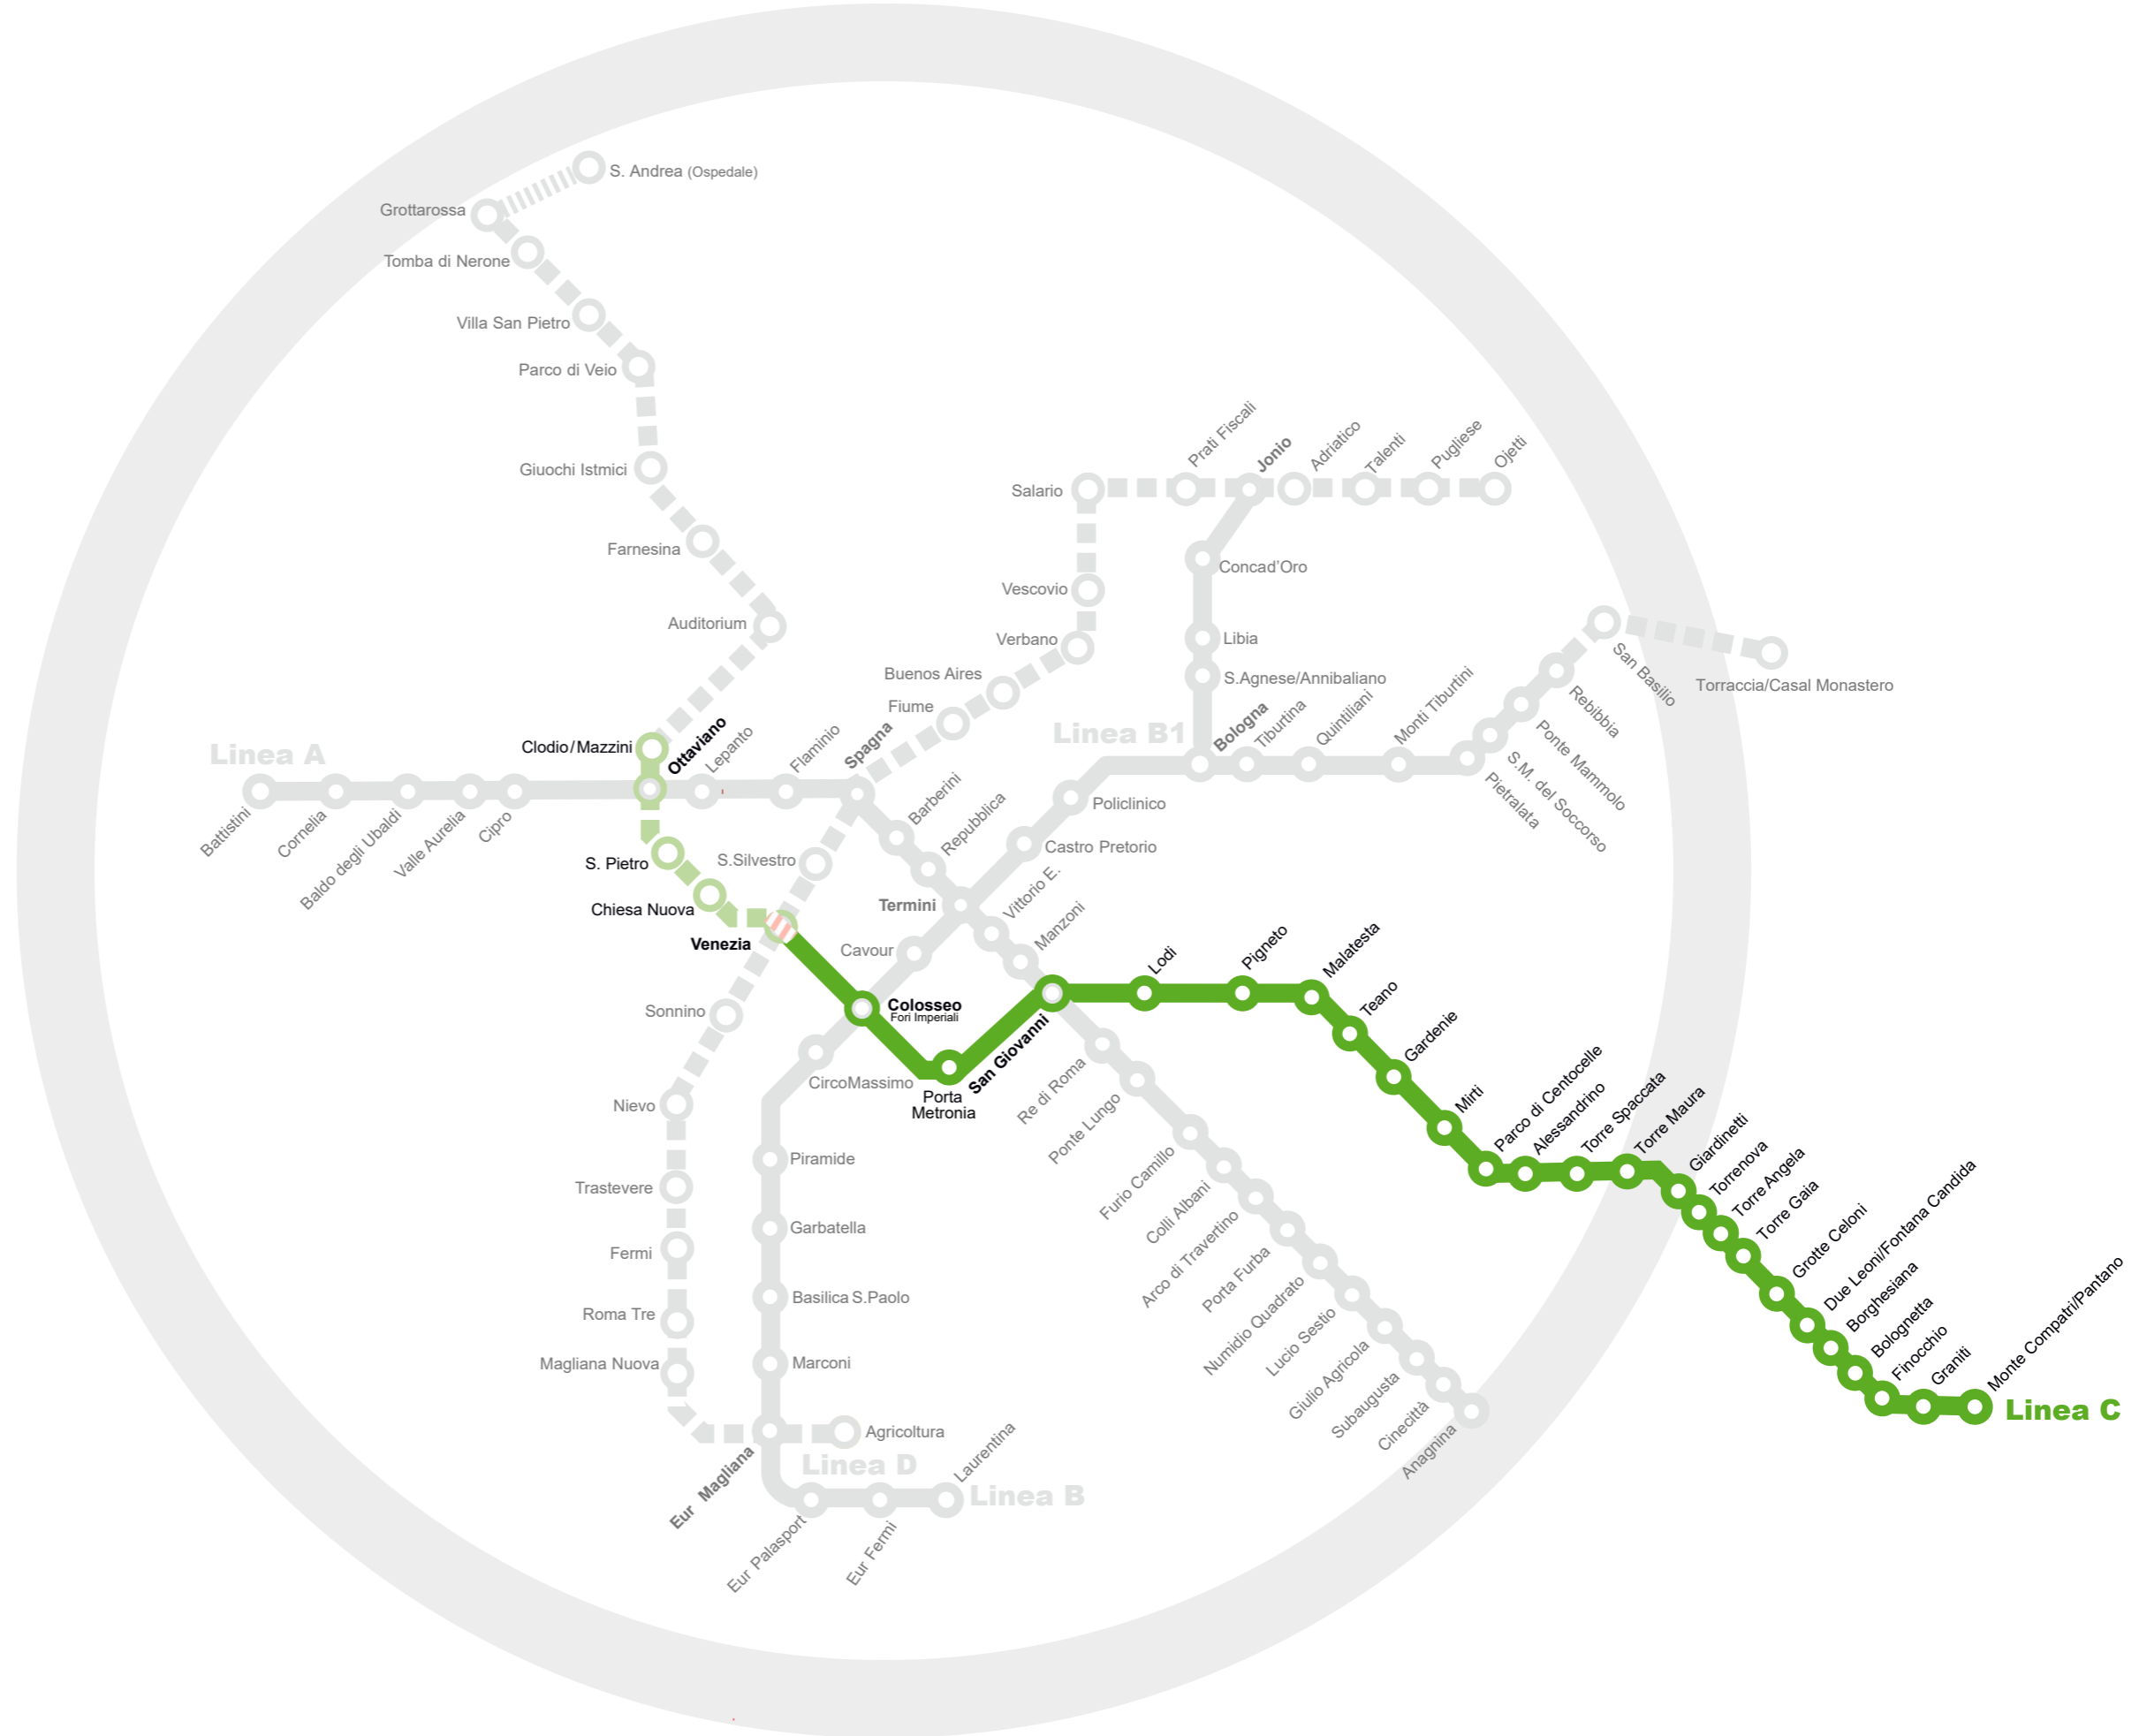 S. Andrea (Ospedale)
Grottarossa
Tomba di Nerone
Villa San Pietro
Parco di Veio
Giuochi Istmici
Farnesina
Auditorium
Salario
Prati Fiscali
Jonio
Adriatico
Talenti
Pugliese
Ojetti
Concad'Oro
Vescovio
Verbano
Libia
Buenos Aires
S.Agnese/Annibaliano
Fiume
San Basilio
Torraccia/Casal Monastero
Linea B1
Bologna
Tiburtina
Quintiliani
Monti Tiburtini
Pietralata
S.M. del Soccorso
Ponte Mammolo
Rebibbia
Clodio/Mazzini
Linea A
Battistini
Cornelia
Baldo degli Ubaldi
Valle Aurelia
Cipro
Ottaviano
Lepanto
Flaminio
Spagna
Barberini
Repubblica
Policlinico
Castro Pretorio
S. Pietro
S.Silvestro
Chiesa Nuova
Termini
Vittorio E.
Manzoni
Venezia
Cavour
Colosseo
Fori Imperiali
Sonnino
CircoMassimo
Porta
Metronia
San Giovanni
Lodi
Pigneto
Malatesta
Teano
Gardenie
Mirti
Parco di Centocelle
Alessandrino
Torre Spaccata
Torre Maura
Giardinetti
Torrenova
Torre Angela
Torre Gaia
Grotte Celoni
Due Leoni/Fontana Candida
Borghesiana
Bolognetta
Finocchio
Graniti
Monte Compatri/Pantano
Linea C
Re di Roma
Ponte Lungo
Furio Camillo
Colli Albani
Arco di Travertino
Porta Furba
Numidio Quadrato
Lucio Sestio
Giulio Agricola
Subaugusta
Cinecittà
Anagnina
Nievo
Piramide
Trastevere
Garbatella
Fermi
Basilica S.Paolo
Roma Tre
Marconi
Magliana Nuova
Agricoltura
Eur Magliana
Linea D
Laurentina
Linea B
Eur Palasport
Eur Fermi